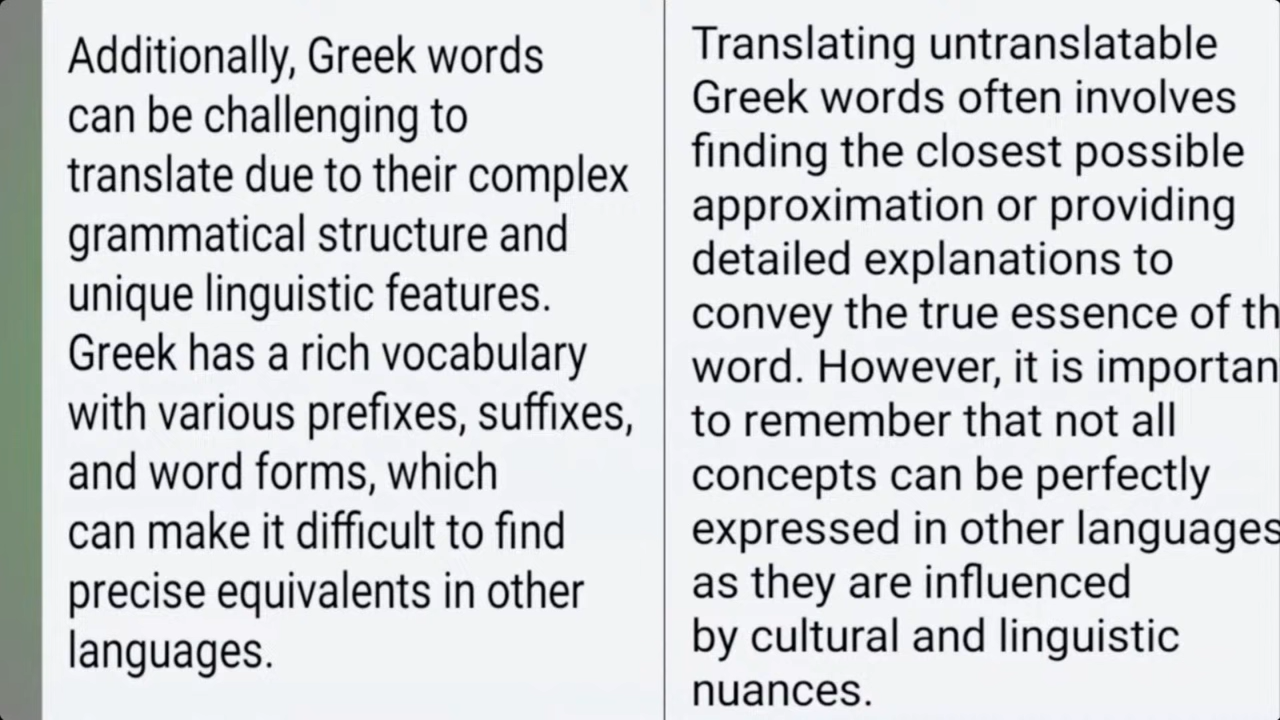 Additionally, Greek words
can be challenging to
translate due to their complex
grammatical structure and
unique linguistic features.
Greek has a rich vocabulary
with various prefixes, suffixes,
and word forms, which
can make it difficult to find
precise equivalents in other
languages.
Translating untranslatable
Greek words often involves
finding the closest possible
approximation or providing
detailed explanations to
convey the true essence of th
word. However, it is importan
to remember that not all
concepts can be perfectly
expressed in other languages
as they are influenced
by cultural and linguistic
nuances.